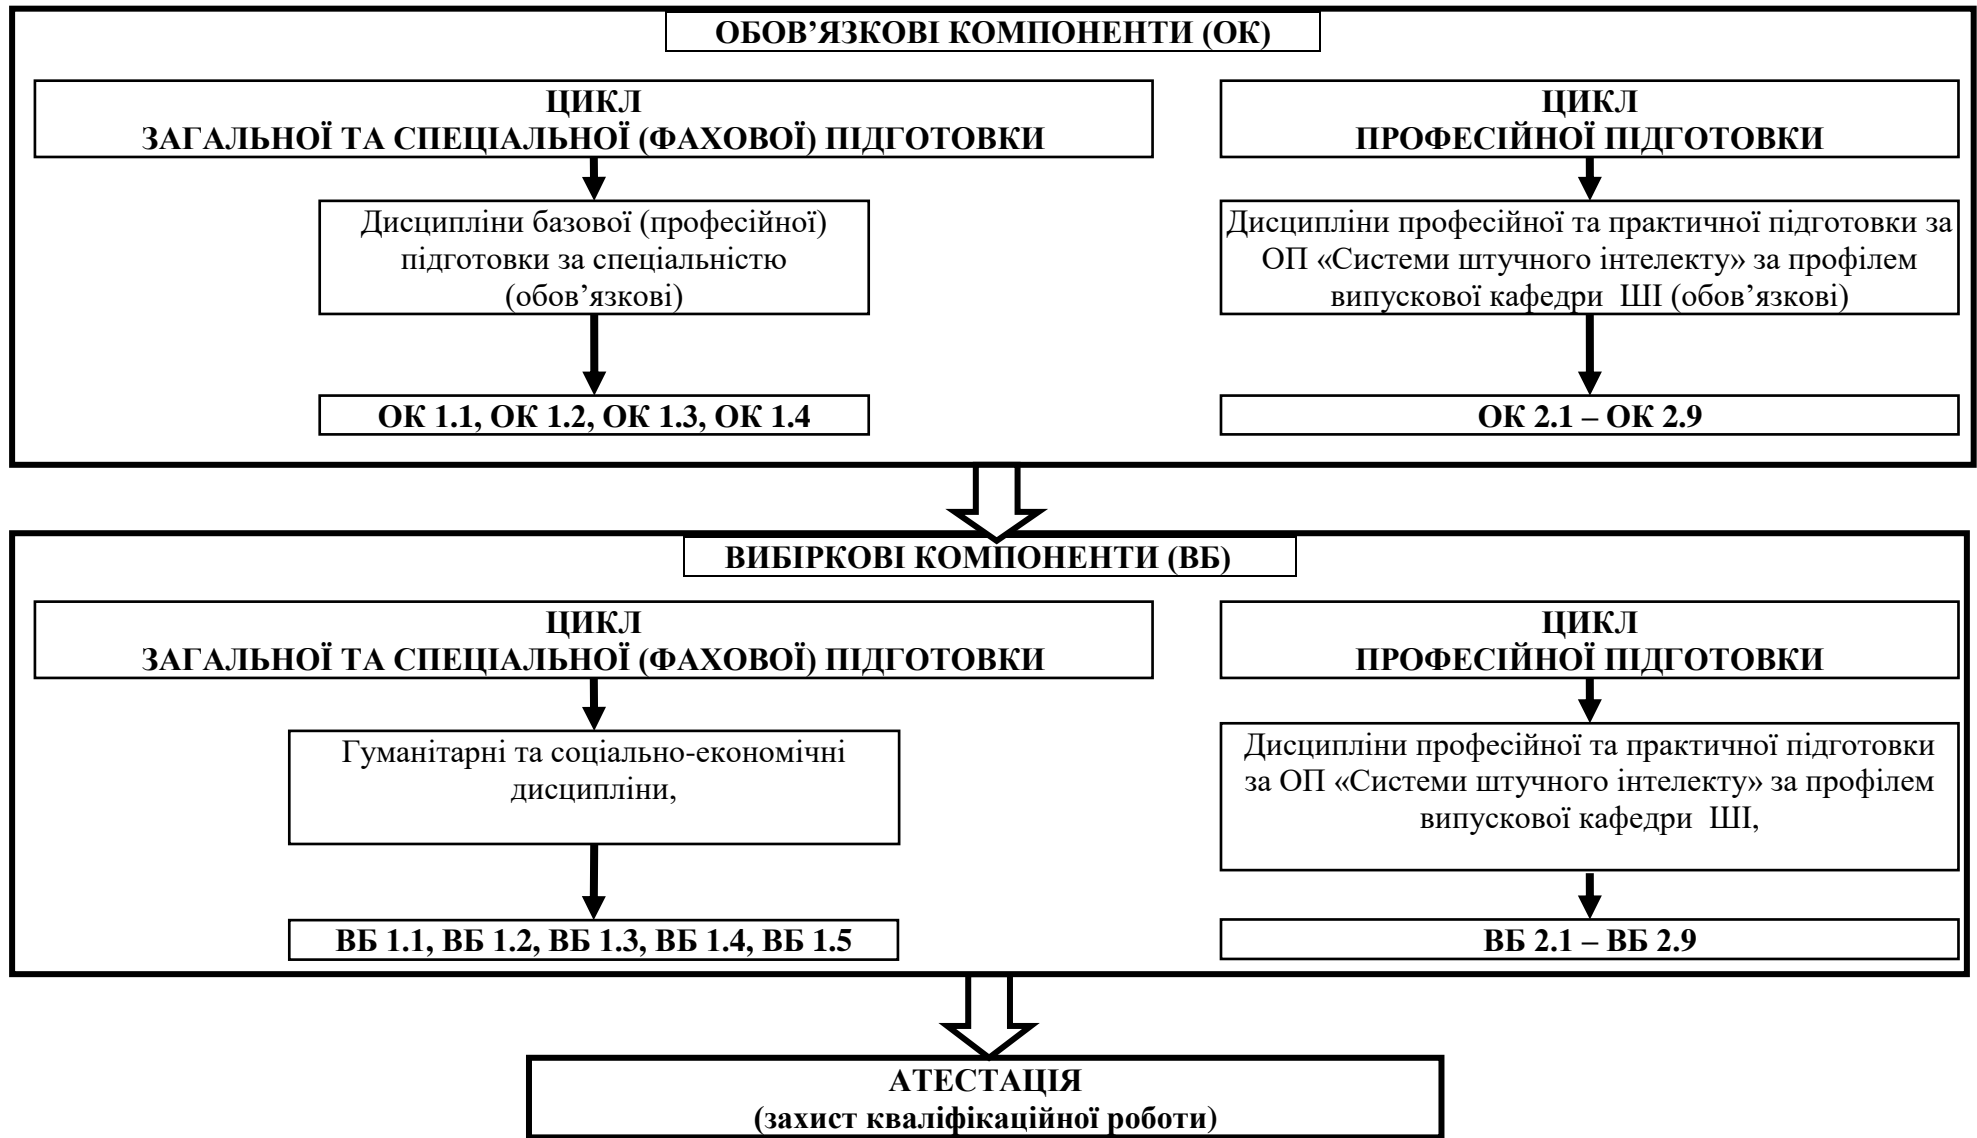 ОБОВ’ЯЗКОВІ КОМПОНЕНТИ (ОК)
ЦИКЛ
ЗАГАЛЬНОЇ ТА СПЕЦІАЛЬНОЇ (ФАХОВОЇ) ПІДГОТОВКИ
Дисципліни базової (професійної)
підготовки за спеціальністю
(обов’язкові)
ОК 1.1, ОК 1.2, ОК 1.3, ОК 1.4
ЦИКЛ
ПРОФЕСІЙНОЇ ПІДГОТОВКИ
Дисципліни професійної та практичної підготовки за
ОП «Системи штучного інтелекту» за профілем
випускової кафедри  ШІ (обов’язкові)
ОК 2.1 – ОК 2.9
ВИБІРКОВІ КОМПОНЕНТИ (ВБ)
ЦИКЛ
ЗАГАЛЬНОЇ ТА СПЕЦІАЛЬНОЇ (ФАХОВОЇ) ПІДГОТОВКИ
Гуманітарні та соціально-економічні
дисципліни,
ВБ 1.1, ВБ 1.2, ВБ 1.3, ВБ 1.4, ВБ 1.5
ЦИКЛ
ПРОФЕСІЙНОЇ ПІДГОТОВКИ
Дисципліни професійної та практичної підготовки
за ОП «Системи штучного інтелекту» за профілем
випускової кафедри  ШІ,
ВБ 2.1 – ВБ 2.9
АТЕСТАЦІЯ
(захист кваліфікаційної роботи)